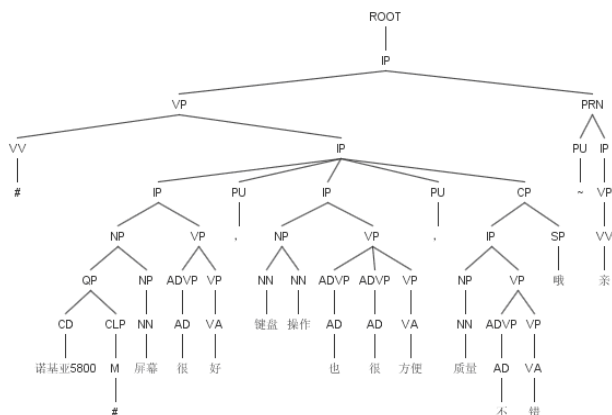 ROOT
IP
VP PRN
VV IP PU IP
# IP PU IP PU CP ~ VP
NP VP , NP VP , IP SP VV
QP NP ADVP VP NN NN ADVP ADVP VP NP VP 哦 亲
CD CLP NN AD VA 键盘 操作 AD AD VA NN ADVP VP
诺基亚5800 M 屏幕 很 好 也 很 方便 质量 AD VA
# 不 错